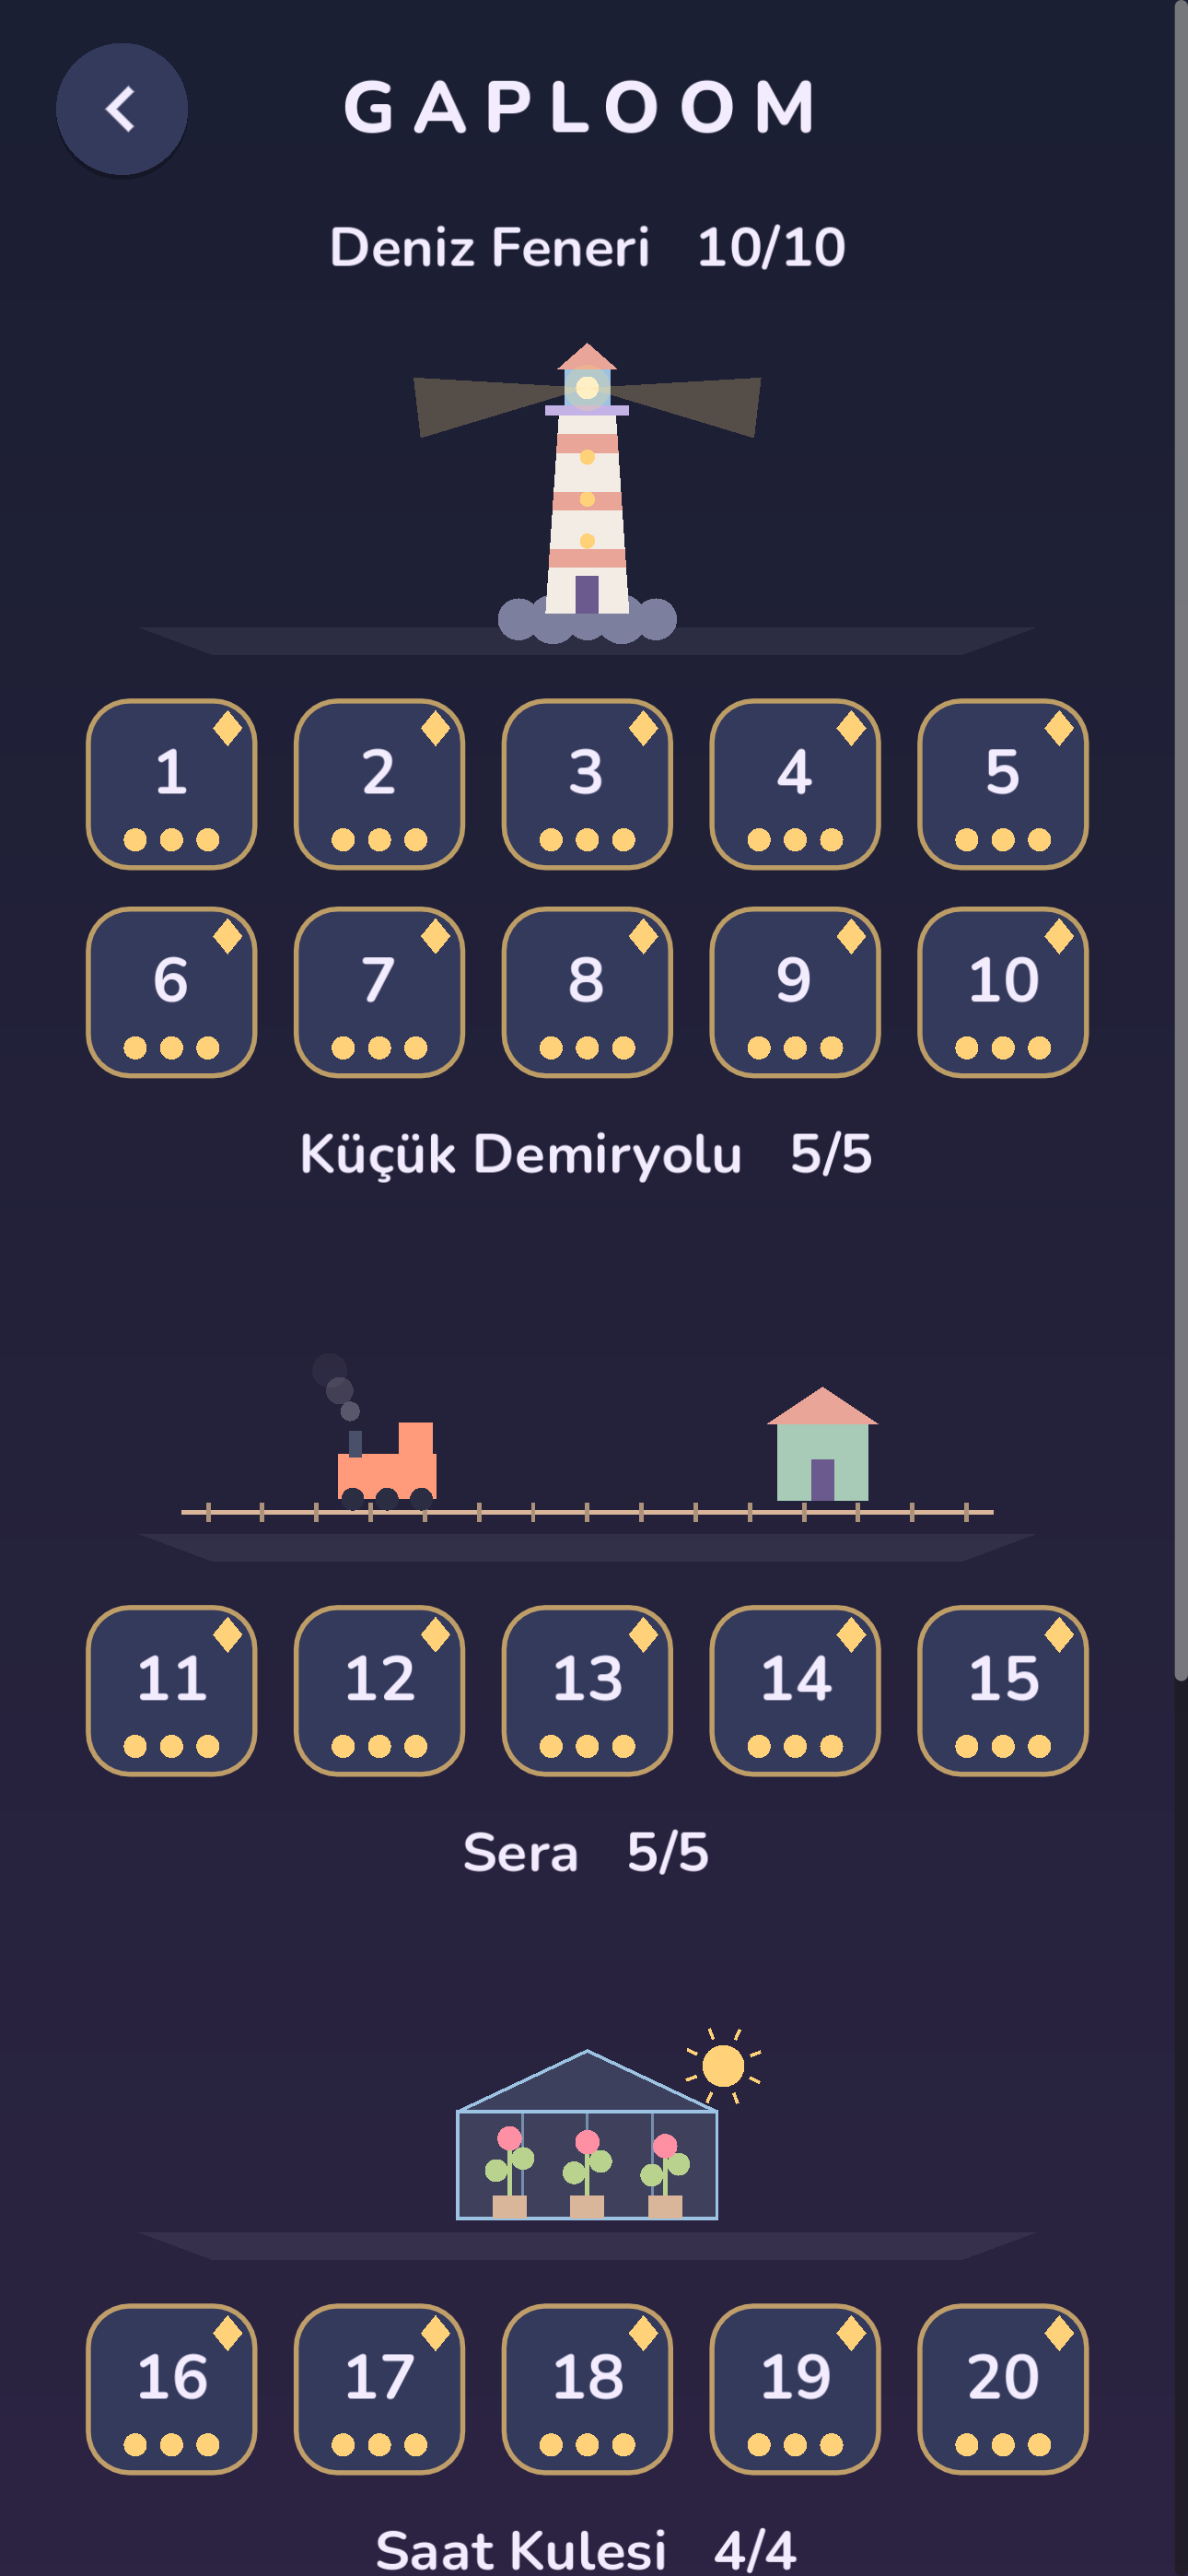 GAPLOOM
Deniz Feneri 10/10
1 2 3 4 5
6 7 8 9 10
Küçük Demiryolu 5/5
11 12 13 14 15
Sera 5/5
16 17 18 19 20
Saat Kulesi 4/4